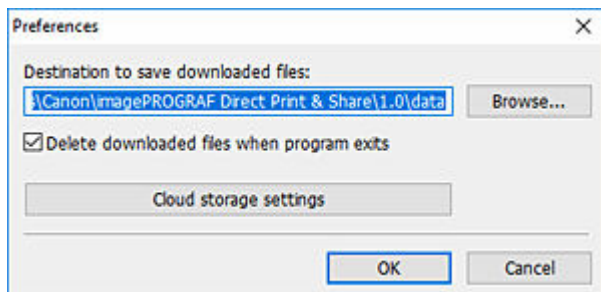 Preferences
Destination to save downloaded files:
\Canon\imagePROGRAF Direct Print & Share\1.0\data
Browse...
Delete downloaded files when program exits
Cloud storage settings
OK
Cancel